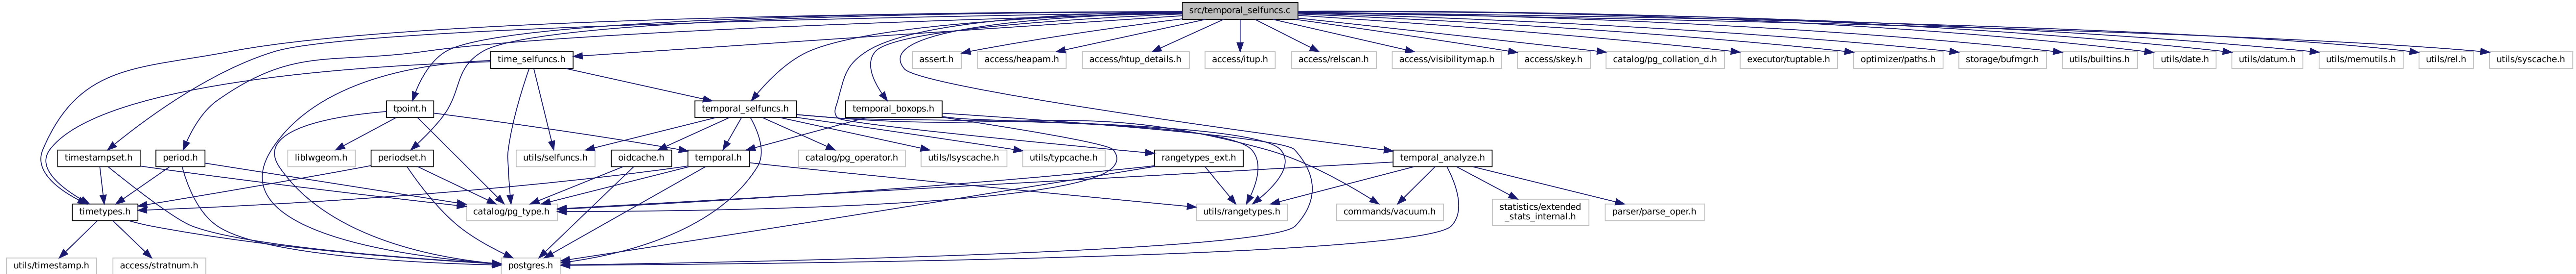 src/temporal_selfuncs.c
time_selfuncs.h
assert.h
access/heapam.h
access/htup_details.h
access/itup.h
access/relscan.h
access/visibilitymap.h
access/skey.h
catalog/pg_collation_d.h
executor/tuptable.h
optimizer/paths.h
storage/bufmgr.h
utils/builtins.h
utils/date.h
utils/datum.h
utils/memutils.h
utils/rel.h
utils/syscache.h
tpoint.h
temporal_selfuncs.h
temporal_boxops.h
timestampset.h
period.h
liblwgeom.h
periodset.h
utils/selfuncs.h
oidcache.h
temporal.h
catalog/pg_operator.h
utils/lsyscache.h
utils/typcache.h
rangetypes_ext.h
temporal_analyze.h
timetypes.h
catalog/pg_type.h
utils/rangetypes.h
commands/vacuum.h
statistics/extended
_stats_internal.h
parser/parse_oper.h
utils/timestamp.h
access/stratnum.h
postgres.h